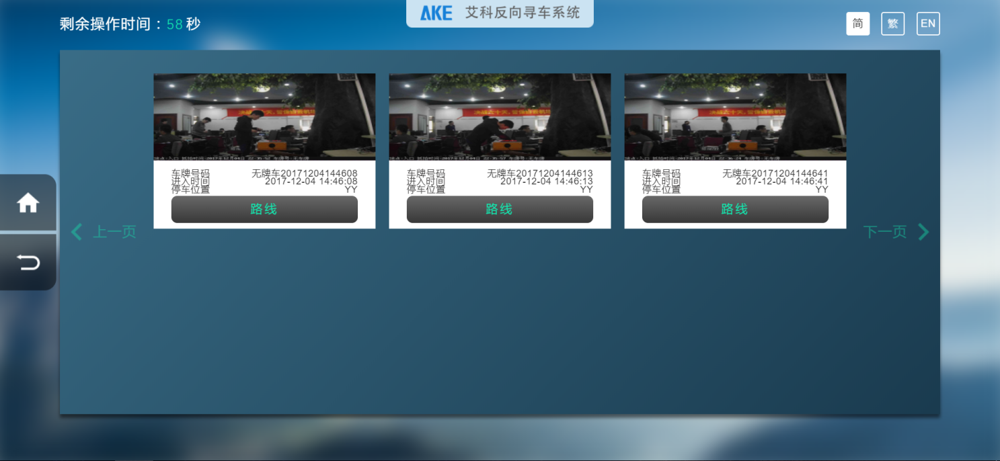 剩余操作时间：58秒
AKE 艾科反向寻车系统
简 繁 EN
车牌号码 无牌车20171204144608
进入时间 2017-12-04 14:46:08
停车位置 YY
路线
车牌号码 无牌车20171204144613
进入时间 2017-12-04 14:46:13
停车位置 YY
路线
车牌号码 无牌车20171204144641
进入时间 2017-12-04 14:46:41
停车位置 YY
路线
上一页
下一页